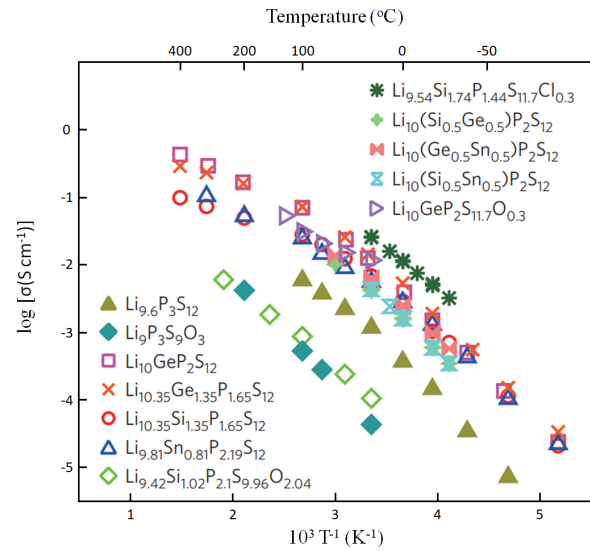 Temperature (°C)
400 200 100 0 -50
Li9.54Si1.74P1.44S11.7Cl0.3
Li10(Si0.5Ge0.5)P2S12
Li10(Ge0.5Sn0.5)P2S12
Li10(Si0.5Sn0.5)P2S12
Li10GeP2S11.7O0.3
0
-1
-2
-3
-4
-5
log [σ(S cm⁻¹)]
Li9.6P3S12
Li9P3S9O3
Li10GeP2S12
Li10.35Ge1.35P1.65S12
Li10.35Si1.35P1.65S12
Li9.81Sn0.81P2.19S12
Li9.42Si1.02P2.1S9.96O2.04
1 2 3 4 5
10³ T⁻¹ (K⁻¹)